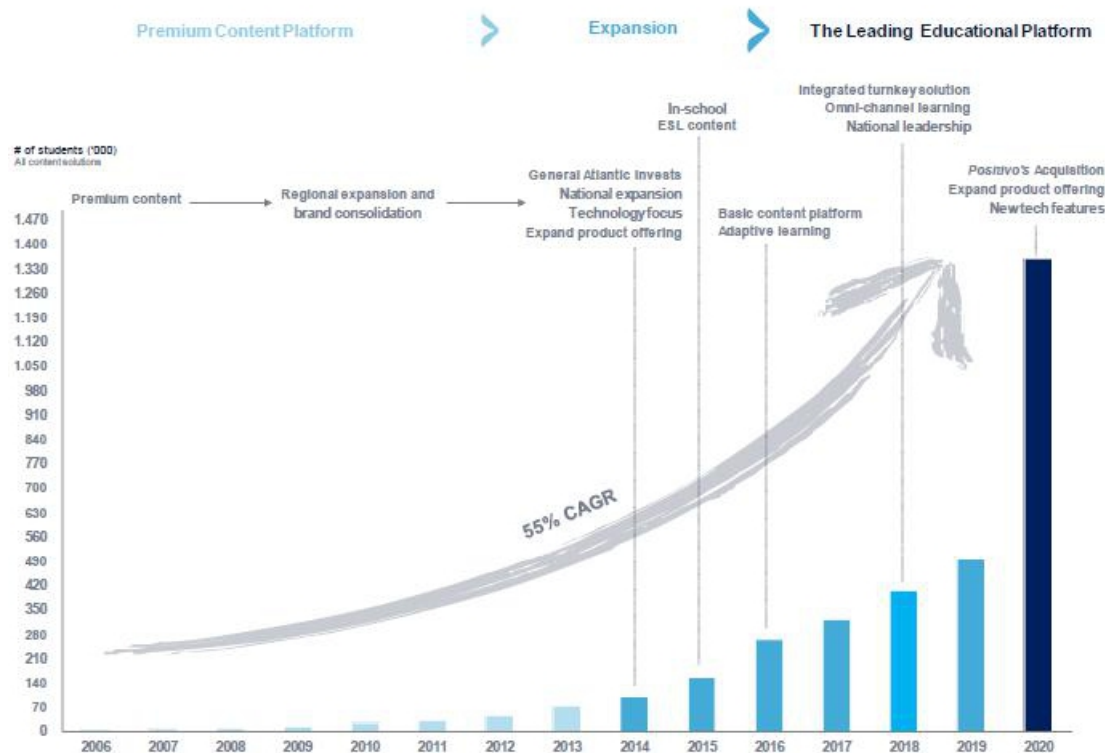 Premium Content Platform
Expansion
The Leading Educational Platform
Integrated turnkey solution
Omni-channel learning
National leadership
In-school
ESL content
# of students ('000)
All content solutions
Premium content
Regional expansion and
brand consolidation
General Atlantic Invests
National expansion
Technology focus
Expand product offering
Basic content platform
Adaptive learning
Positivo's Acquisition
Expand product offering
New tech features
1.470
1.400
1.330
1.260
1.190
1.120
1.050
980
910
840
770
700
630
560
490
420
350
280
210
140
70
0
55% CAGR
2006 2007 2008 2009 2010 2011 2012 2013 2014 2015 2016 2017 2018 2019 2020